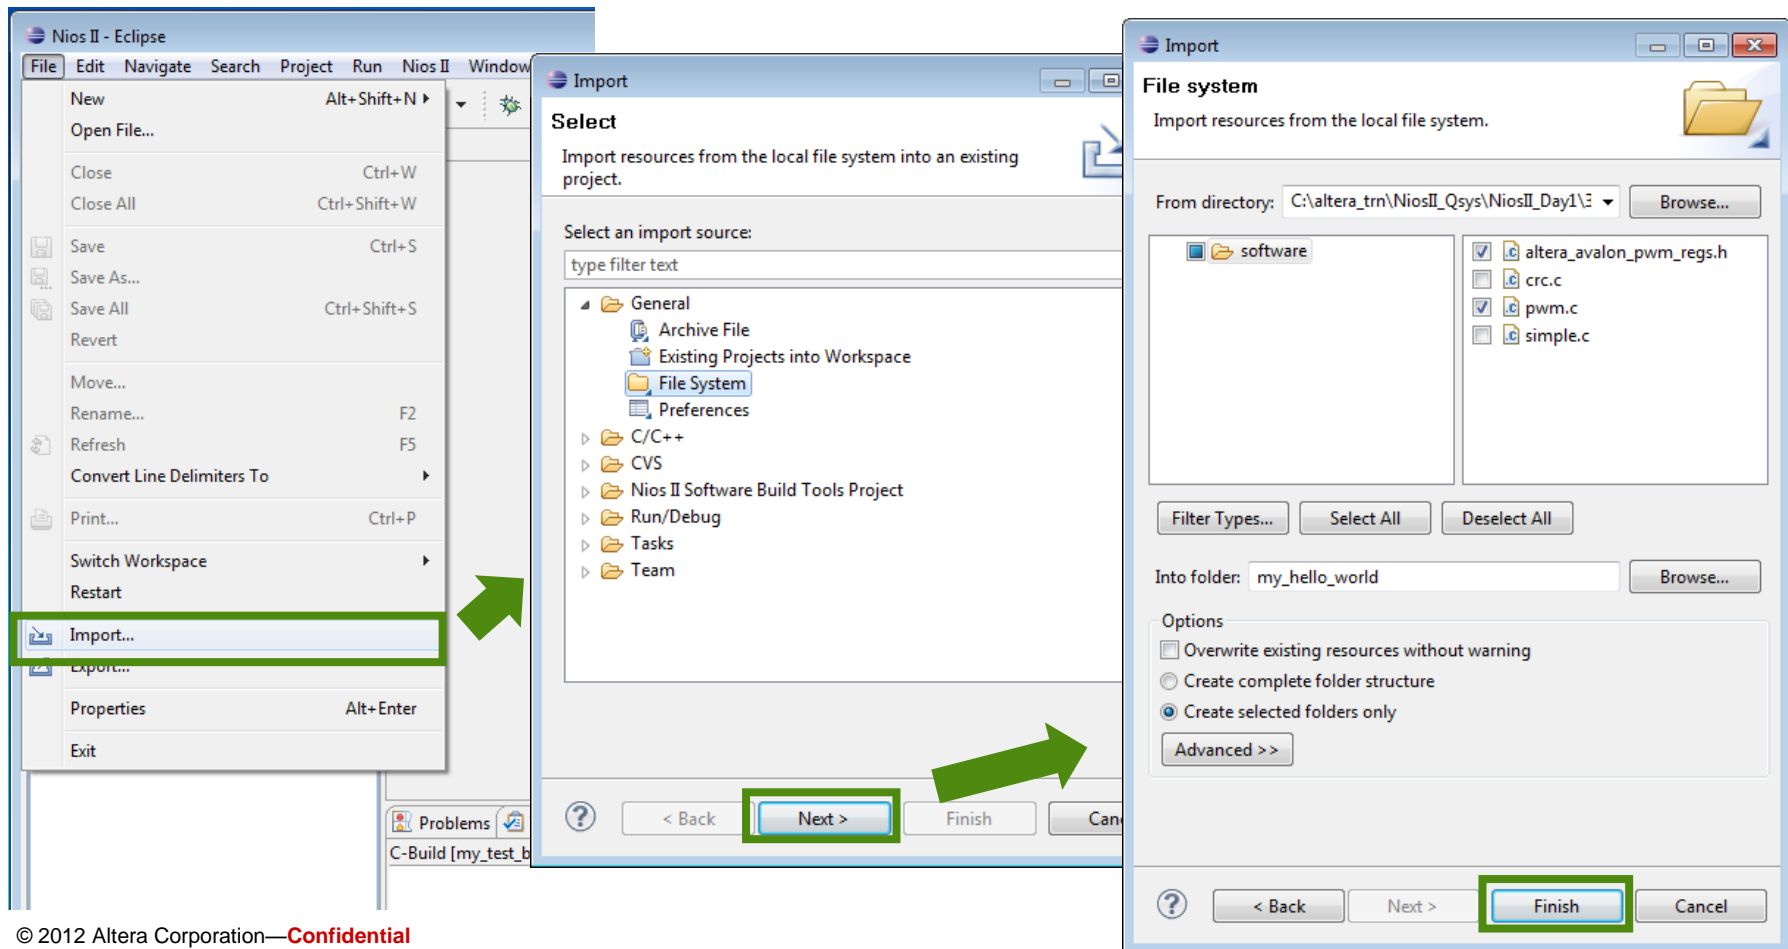 Nios II - Eclipse
File Edit Navigate Search Project Run Nios II Window
New Alt+Shift+N
Open File...
Close Ctrl+W
Close All Ctrl+Shift+W
Save Ctrl+S
Save As...
Save All Ctrl+Shift+S
Revert
Move...
Rename... F2
Refresh F5
Convert Line Delimiters To
Print... Ctrl+P
Switch Workspace
Restart
Import...
Export...
Properties Alt+Enter
Exit
Problems
C-Build [my_test_b
Import
Select
Import resources from the local file system into an existing
project.
Select an import source:
type filter text
General
Archive File
Existing Projects into Workspace
File System
Preferences
C/C++
CVS
Nios II Software Build Tools Project
Run/Debug
Tasks
Team
< Back Next > Finish Can
Import
File system
Import resources from the local file system.
From directory: C:\altera_trn\NiosII_Qsys\NiosII_Day1\3 Browse...
software
altera_avalon_pwm_regs.h
crc.c
pwm.c
simple.c
Filter Types... Select All Deselect All
Into folder: my_hello_world Browse...
Options
Overwrite existing resources without warning
Create complete folder structure
Create selected folders only
Advanced >>
< Back Next > Finish Cancel
© 2012 Altera Corporation—Confidential